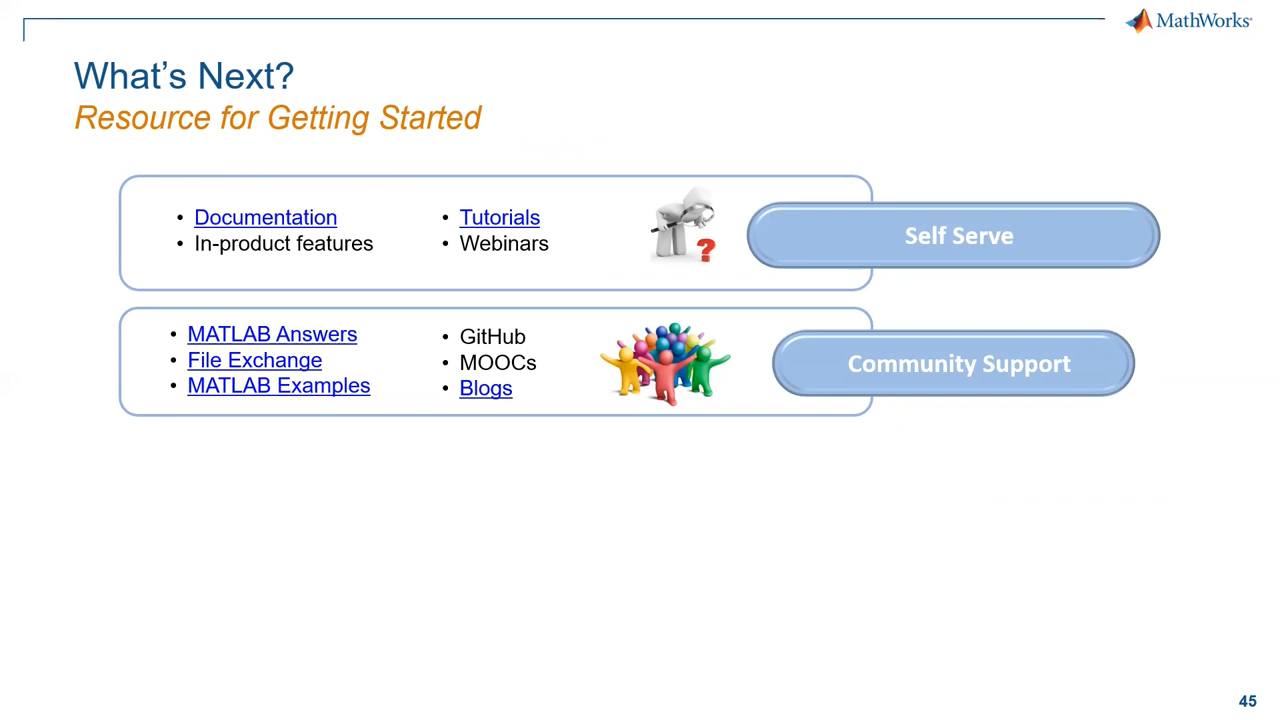 MathWorks®
What's Next?
Resource for Getting Started
• Documentation
• In-product features
• Tutorials
• Webinars
?
Self Serve
• MATLAB Answers
• File Exchange
• MATLAB Examples
• GitHub
• MOOCs
• Blogs
Community Support
45